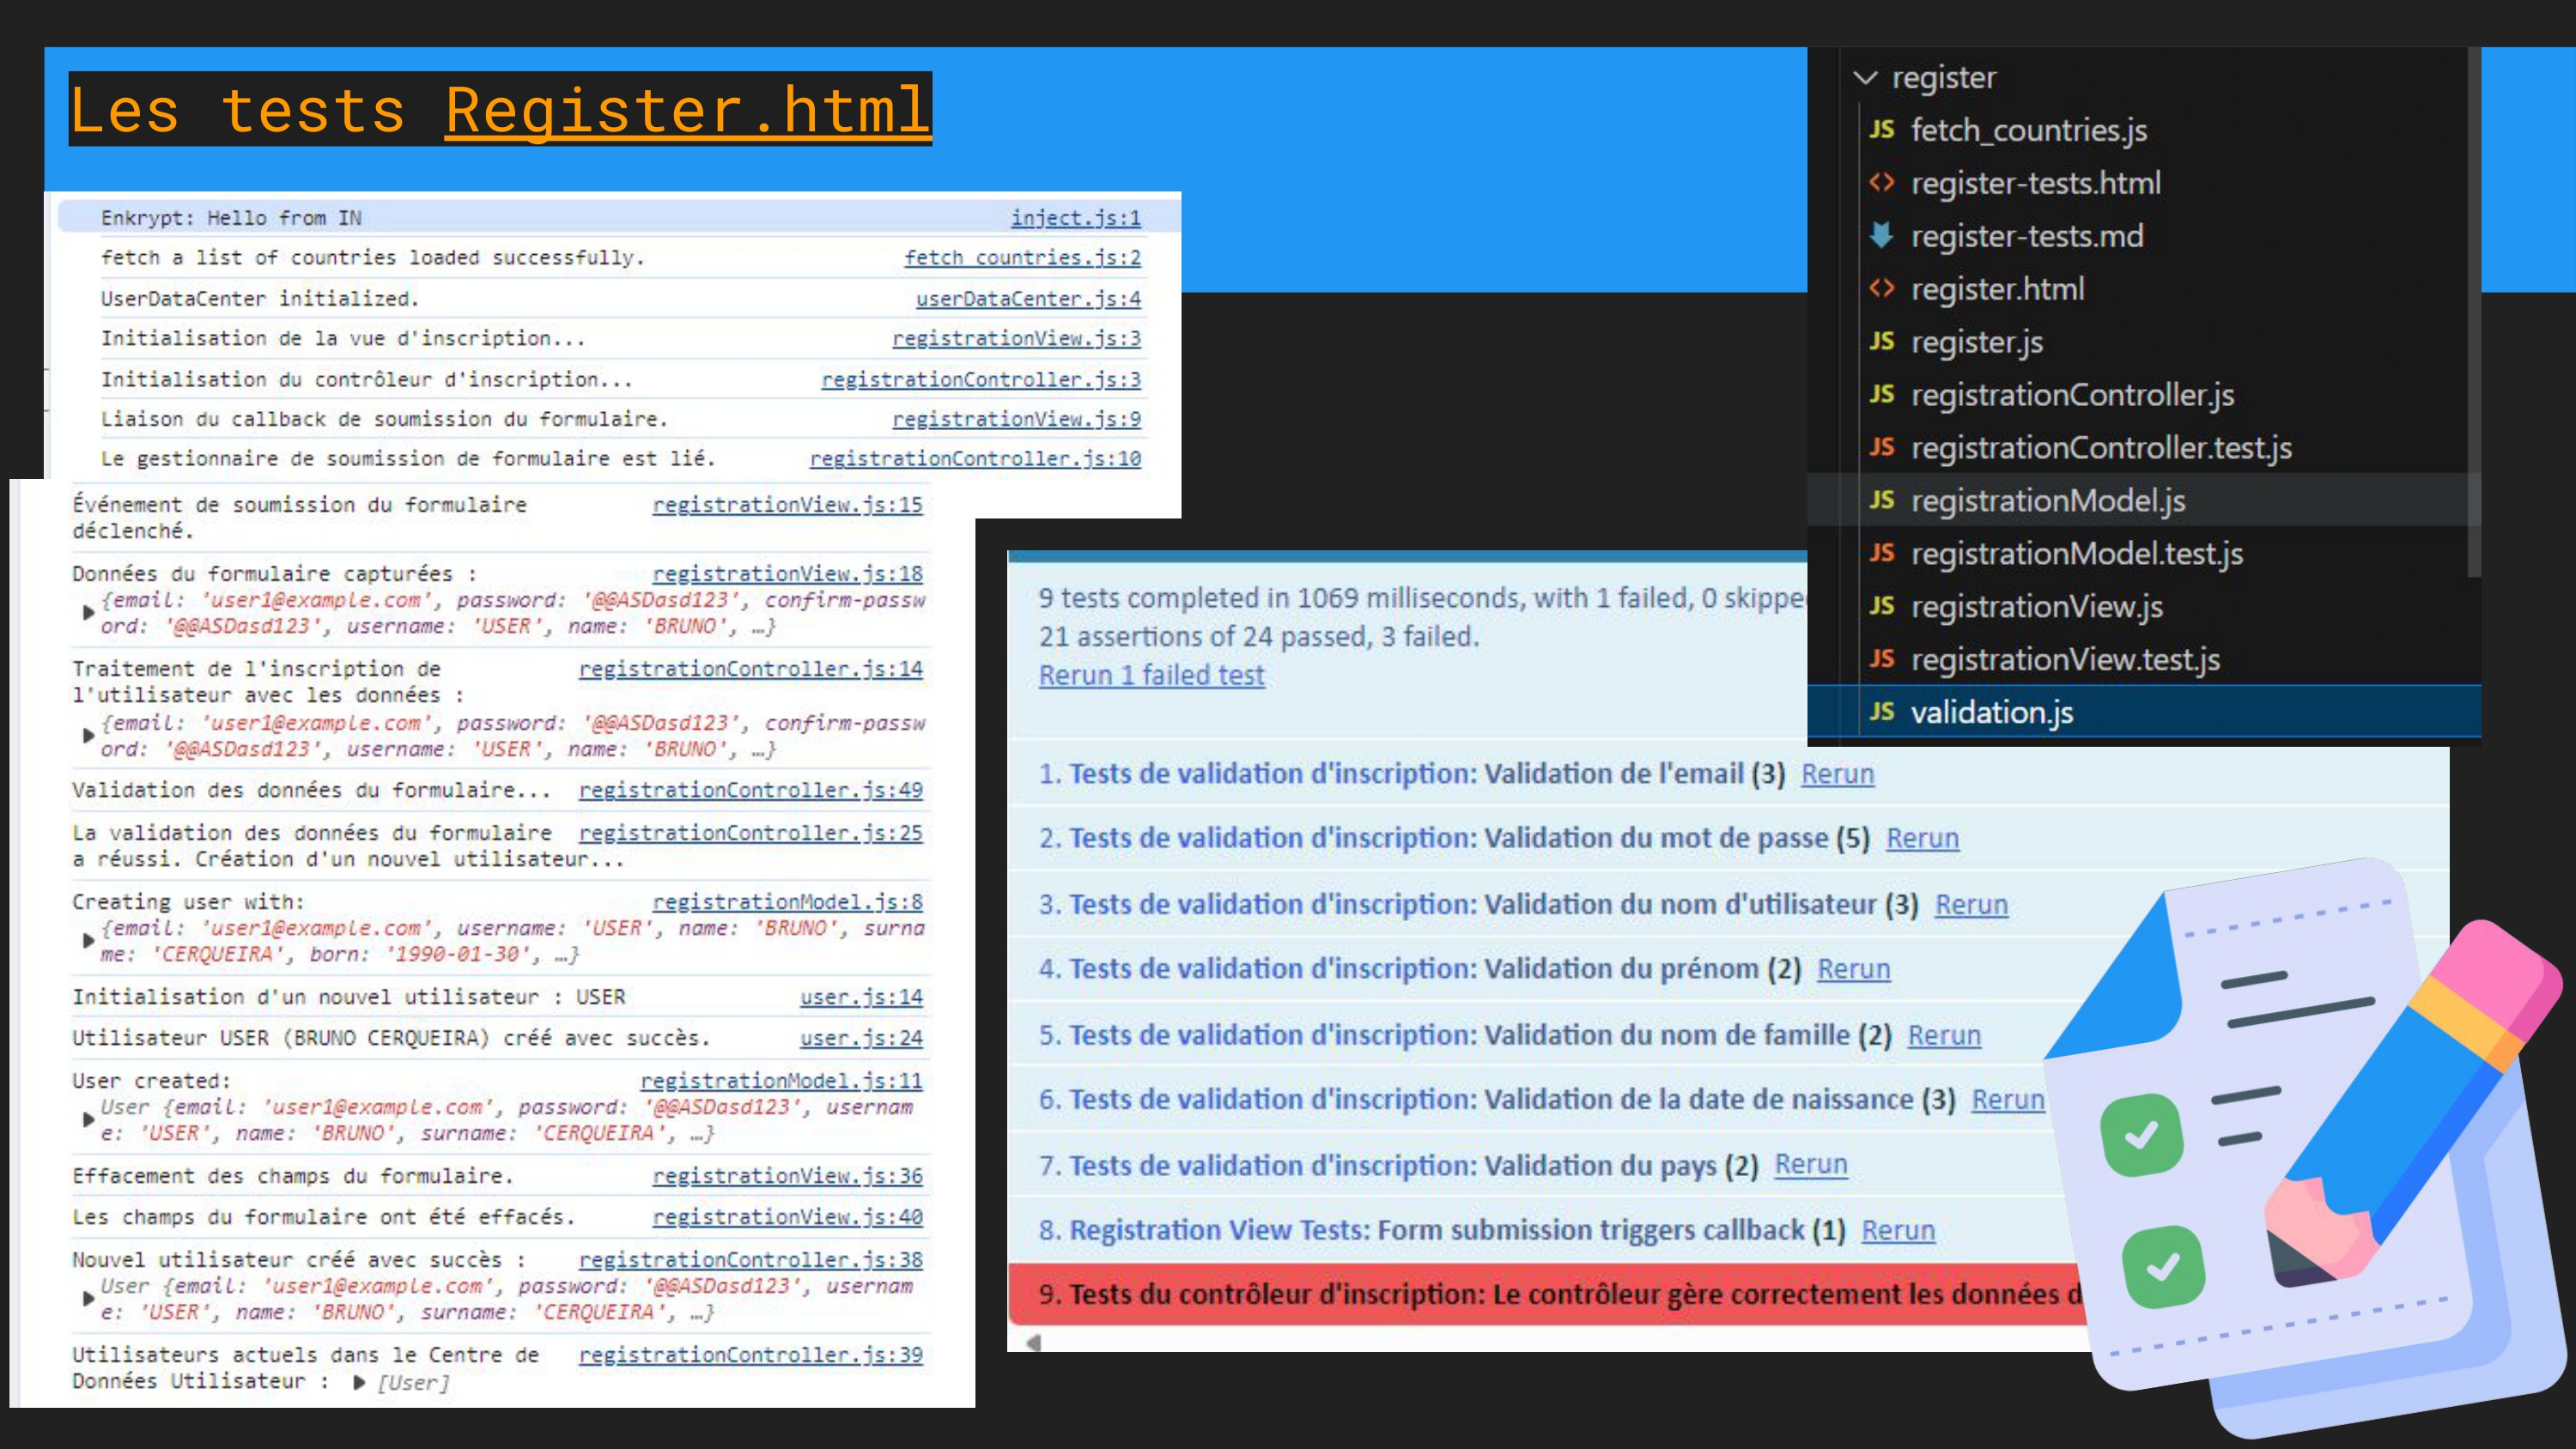 Les tests Register.html
Enkrypt: Hello from IN inject.js:1
fetch a list of countries loaded successfully. fetch_countries.js:2
UserDataCenter initialized. userDataCenter.js:4
Initialisation de la vue d'inscription... registrationView.js:3
Initialisation du contrôleur d'inscription... registrationController.js:3
Liaison du callback de soumission du formulaire. registrationView.js:9
Le gestionnaire de soumission de formulaire est lié. registrationController.js:10
Événement de soumission du formulaire registrationView.js:15
déclenché.
Données du formulaire capturées : registrationView.js:18
{email: 'user1@example.com', password: '@@ASDasd123', confirm-passw
ord: '@@ASDasd123', username: 'USER', name: 'BRUNO', …}
Traitement de l'inscription de registrationController.js:14
l'utilisateur avec les données :
{email: 'user1@example.com', password: '@@ASDasd123', confirm-passw
ord: '@@ASDasd123', username: 'USER', name: 'BRUNO', …}
Validation des données du formulaire... registrationController.js:49
La validation des données du formulaire registrationController.js:25
a réussi. Création d'un nouvel utilisateur...
Creating user with: registrationModel.js:8
{email: 'user1@example.com', username: 'USER', name: 'BRUNO', surna
me: 'CERQUEIRA', born: '1990-01-30', …}
Initialisation d'un nouvel utilisateur : USER user.js:14
Utilisateur USER (BRUNO CERQUEIRA) créé avec succès. user.js:24
User created: registrationModel.js:11
User {email: 'user1@example.com', password: '@@ASDasd123', usernam
e: 'USER', name: 'BRUNO', surname: 'CERQUEIRA', …}
Effacement des champs du formulaire. registrationView.js:36
Les champs du formulaire ont été effacés. registrationView.js:40
Nouvel utilisateur créé avec succès : registrationController.js:38
User {email: 'user1@example.com', password: '@@ASDasd123', usernam
e: 'USER', name: 'BRUNO', surname: 'CERQUEIRA', …}
Utilisateurs actuels dans le Centre de registrationController.js:39
Données Utilisateur : [User]
register
JS fetch_countries.js
<> register-tests.html
register-tests.md
<> register.html
JS register.js
JS registrationController.js
JS registrationController.test.js
JS registrationModel.js
JS registrationModel.test.js
JS registrationView.js
JS registrationView.test.js
JS validation.js
9 tests completed in 1069 milliseconds, with 1 failed, 0 skippe
21 assertions of 24 passed, 3 failed.
Rerun 1 failed test
1. Tests de validation d'inscription: Validation de l'email (3) Rerun
2. Tests de validation d'inscription: Validation du mot de passe (5) Rerun
3. Tests de validation d'inscription: Validation du nom d'utilisateur (3) Rerun
4. Tests de validation d'inscription: Validation du prénom (2) Rerun
5. Tests de validation d'inscription: Validation du nom de famille (2) Rerun
6. Tests de validation d'inscription: Validation de la date de naissance (3) Rerun
7. Tests de validation d'inscription: Validation du pays (2) Rerun
8. Registration View Tests: Form submission triggers callback (1) Rerun
9. Tests du contrôleur d'inscription: Le contrôleur gère correctement les données d